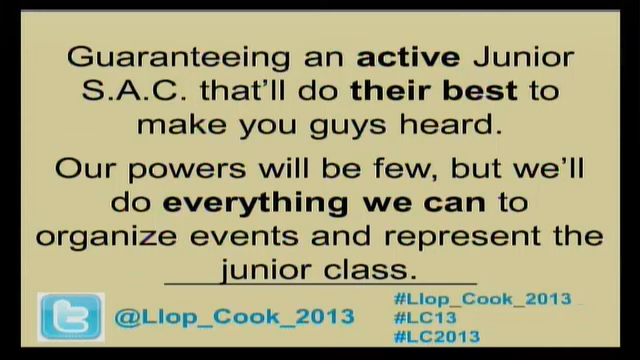 Guaranteeing an active Junior
S.A.C. that'll do their best to
make you guys heard.
Our powers will be few, but we'll
do everything we can to
organize events and represent the
junior class.
@Llop_Cook_2013
#Llop_Cook_2013
#LC13
#LC2013